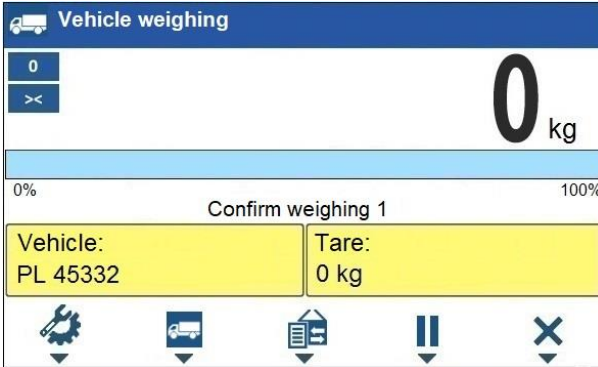 Vehicle weighing
0
><
0 kg
0% 100%
Confirm weighing 1
Vehicle: Tare:
PL 45332 0 kg